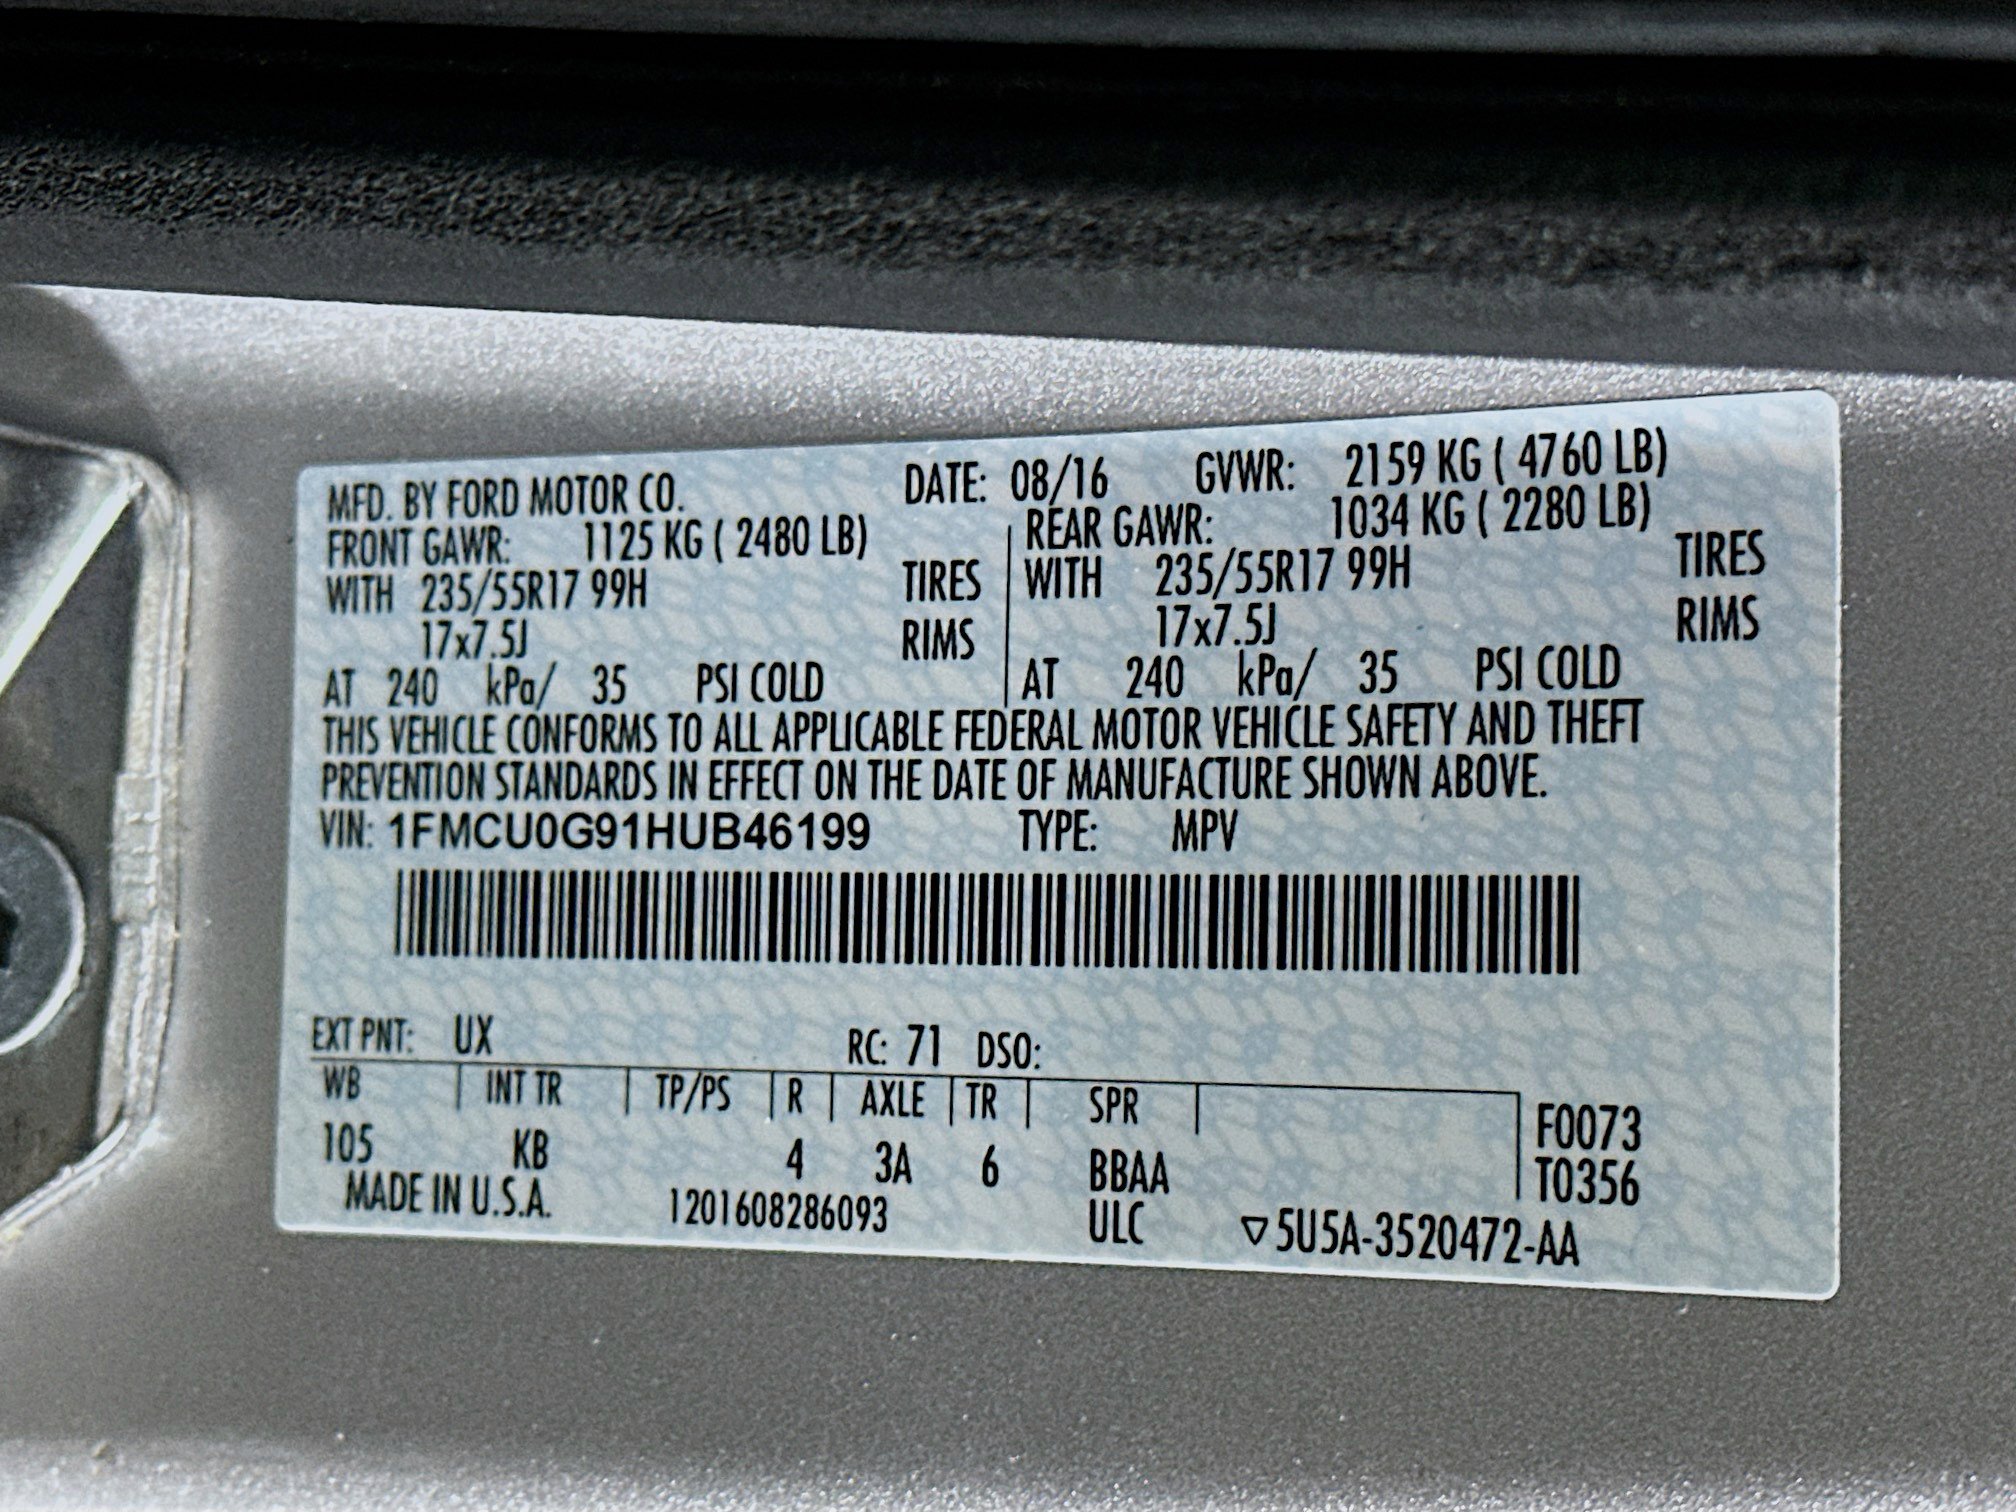 MFD. BY FORD MOTOR CO. DATE: 08/16 GVWR: 2159 KG ( 4760 LB)
FRONT GAWR: 1125 KG ( 2480 LB) REAR GAWR: 1034 KG ( 2280 LB)
WITH 235/55R17 99H TIRES WITH 235/55R17 99H TIRES
17x7.5J RIMS 17x7.5J RIMS
AT 240 kPa/ 35 PSI COLD AT 240 kPa/ 35 PSI COLD
THIS VEHICLE CONFORMS TO ALL APPLICABLE FEDERAL MOTOR VEHICLE SAFETY AND THEFT
PREVENTION STANDARDS IN EFFECT ON THE DATE OF MANUFACTURE SHOWN ABOVE.
VIN: 1FMCU0G91HUB46199 TYPE: MPV
EXT PNT: UX RC: 71 DSO:
WB INT TR TP/PS R AXLE TR SPR F0073
105 KB 4 3A 6 BBAA T0356
MADE IN U.S.A. 1201608286093 ULC ▽5U5A-3520472-AA